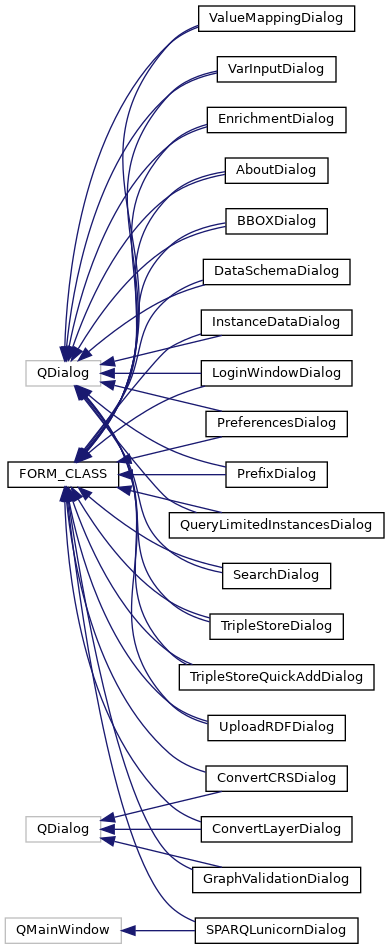 ValueMappingDialog
VarInputDialog
EnrichmentDialog
AboutDialog
BBOXDialog
DataSchemaDialog
InstanceDataDialog
QDialog
LoginWindowDialog
PreferencesDialog
FORM_CLASS
PrefixDialog
QueryLimitedInstancesDialog
SearchDialog
TripleStoreDialog
TripleStoreQuickAddDialog
UploadRDFDialog
ConvertCRSDialog
QDialog
ConvertLayerDialog
GraphValidationDialog
QMainWindow
SPARQLunicornDialog